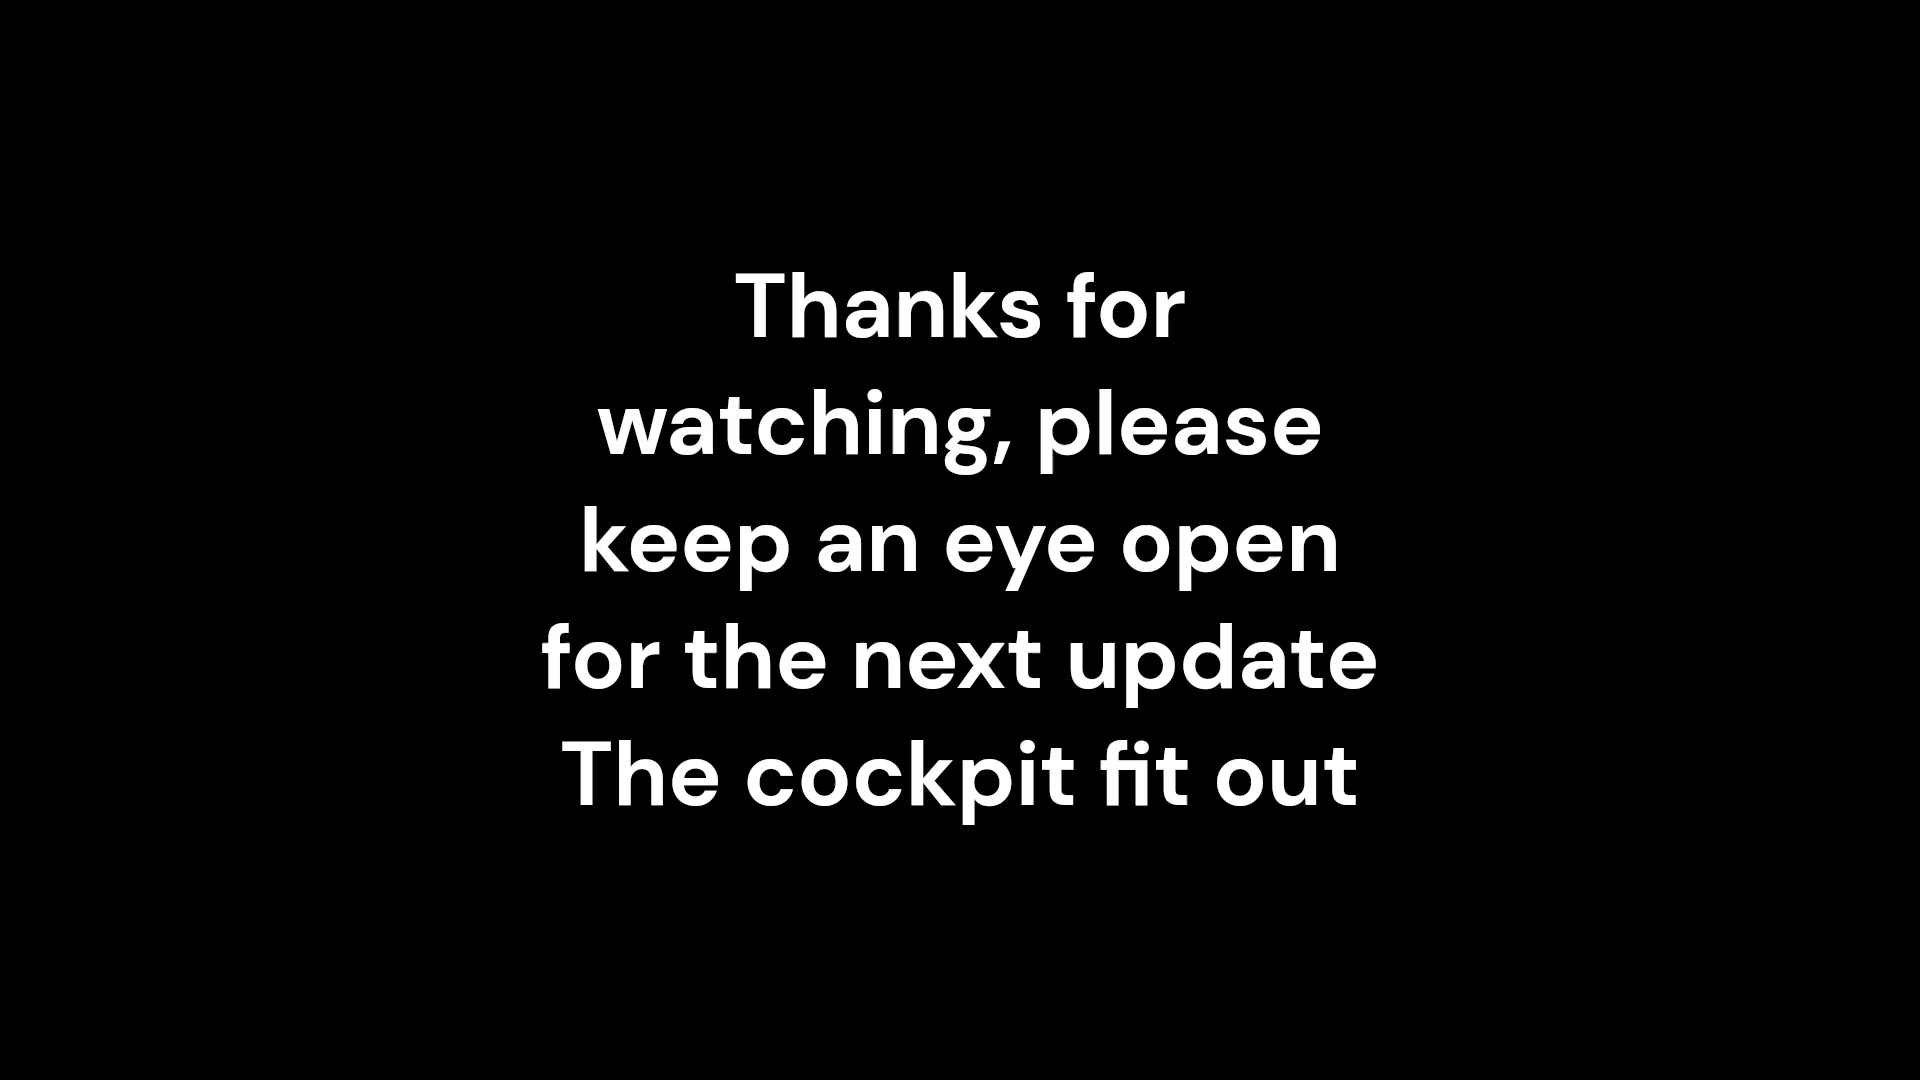 Thanks for
watching, please
keep an eye open
for the next update
The cockpit fit out